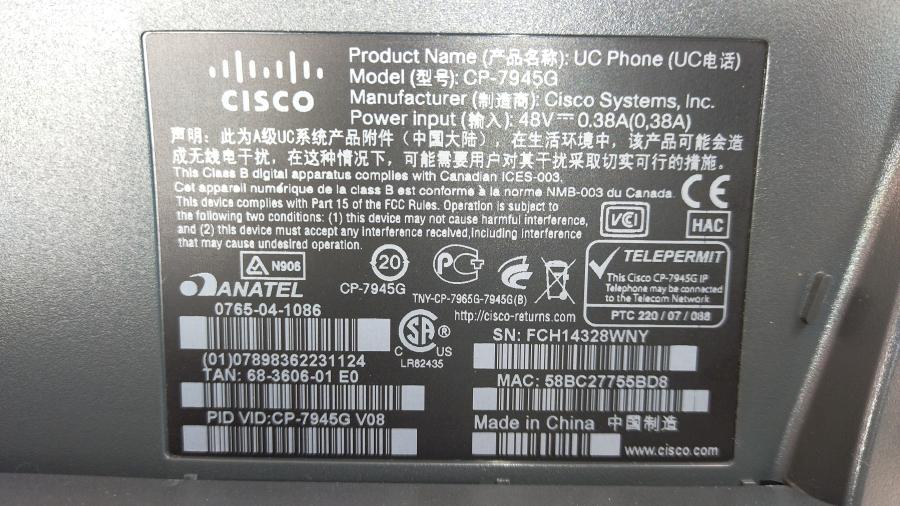 CISCO
Product Name (产品名称): UC Phone (UC电话)
Model (型号): CP-7945G
Manufacturer (制造商): Cisco Systems, Inc.
Power input (输入): 48V⎓0.38A(0,38A)
声明: 此为A级UC系统产品附件（中国大陆）, 在生活环境中, 该产品可能会造
成无线电干扰, 在这种情况下, 可能需要用户对其干扰采取切实可行的措施。
This Class B digital apparatus complies with Canadian ICES-003.
Cet appareil numérique de la class B est conforme à la norme NMB-003 du Canada.
This device complies with Part 15 of the FCC Rules. Operation is subject to
the following two conditions: (1) this device may not cause harmful interference,
and (2) this device must accept any interference received,including interference
that may cause undesired operation.
CE
VCI
HAC
N906
20
CP-7945G
TNY-CP-7965G-7945G(B)
TELEPERMIT
This Cisco CP-7945G IP
Telephone may be connected
to the Telecom Network
PTC 220 / 07 / 088
ANATEL
0765-04-1086
(01)07898362231124
http://cisco-returns.com
SA ®
C US
LR82435
SN: FCH14328WNY
TAN: 68-3606-01 E0
MAC: 58BC27755BD8
PID VID:CP-7945G V08
Made in China 中国制造
www.cisco.com